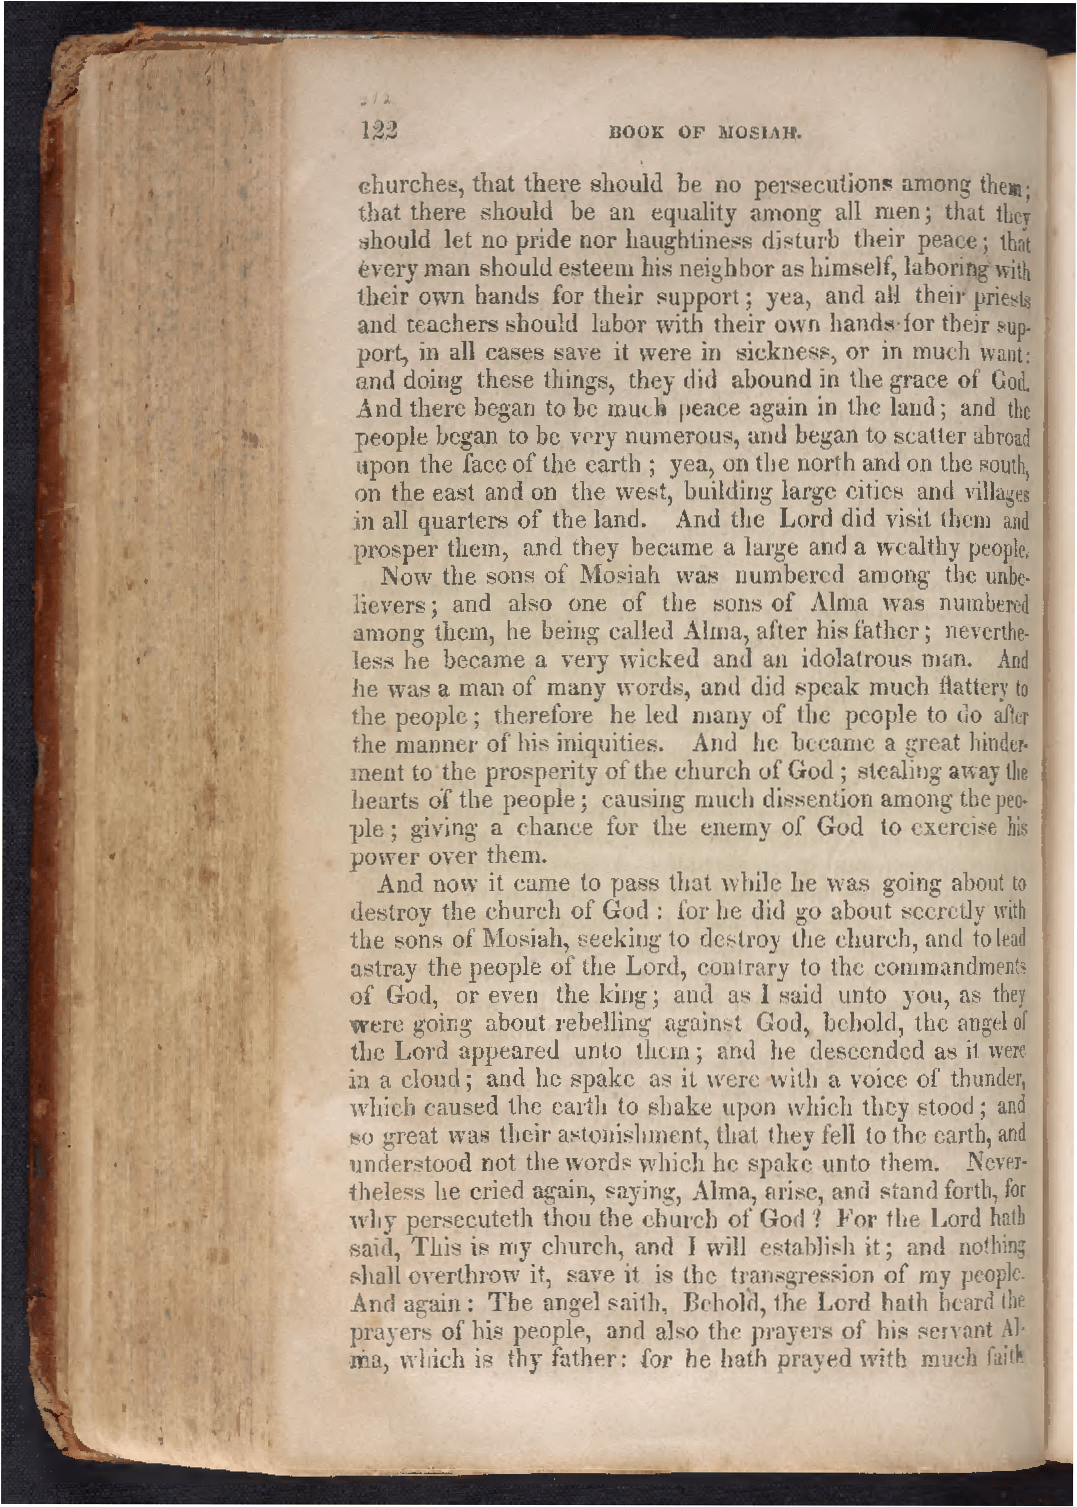 212
122 BOOK OF MOSIAH.
churches, that there should be no persecutions among them;
that there should be an equality among all men; that they
should let no pride nor haughtiness disturb their peace; that
every man should esteem his neighbor as himself, laboring with
their own hands for their support; yea, and all their priests
and teachers should labor with their own hands for their sup-
port, in all cases save it were in sickness, or in much want:
and doing these things, they did abound in the grace of God.
And there began to be much peace again in the land; and the
people began to be very numerous, and began to scatter abroad
upon the face of the earth; yea, on the north and on the south,
on the east and on the west, building large cities and villages
in all quarters of the land. And the Lord did visit them and
prosper them, and they became a large and a wealthy people.
Now the sons of Mosiah was numbered among the unbe-
lievers; and also one of the sons of Alma was numbered
among them, he being called Alma, after his father; neverthe-
less he became a very wicked and an idolatrous man. And
he was a man of many words, and did speak much flattery to
the people; therefore he led many of the people to do after
the manner of his iniquities. And he became a great hinder-
ment to the prosperity of the church of God; stealing away the
hearts of the people; causing much dissention among the peo-
ple; giving a chance for the enemy of God to exercise his
power over them.
And now it came to pass that while he was going about to
destroy the church of God: for he did go about secretly with
the sons of Mosiah, seeking to destroy the church, and to lead
astray the people of the Lord, contrary to the commandments
of God, or even the king; and as I said unto you, as they
were going about rebelling against God, behold, the angel of
the Lord appeared unto them; and he descended as it were
in a cloud; and he spake as it were with a voice of thunder,
which caused the earth to shake upon which they stood; and
so great was their astonishment, that they fell to the earth, and
understood not the words which he spake unto them. Never-
theless he cried again, saying, Alma, arise, and stand forth, for
why persecuteth thou the church of God? For the Lord hath
said, This is my church, and I will establish it; and nothing
shall overthrow it, save it is the transgression of my people.
And again: The angel saith, Behold, the Lord hath heard the
prayers of his people, and also the prayers of his servant Al-
ma, which is thy father: for he hath prayed with much faith